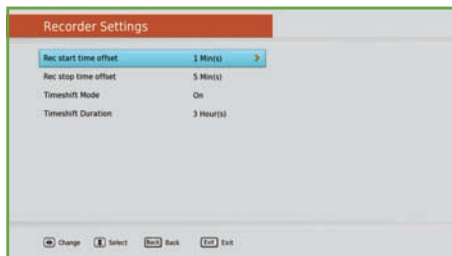 Recorder Settings
Rec start time offset 1 Min(s)
Rec stop time offset 5 Min(s)
Timeshift Mode On
Timeshift Duration 3 Hour(s)
Change Select Back Back Exit Exit